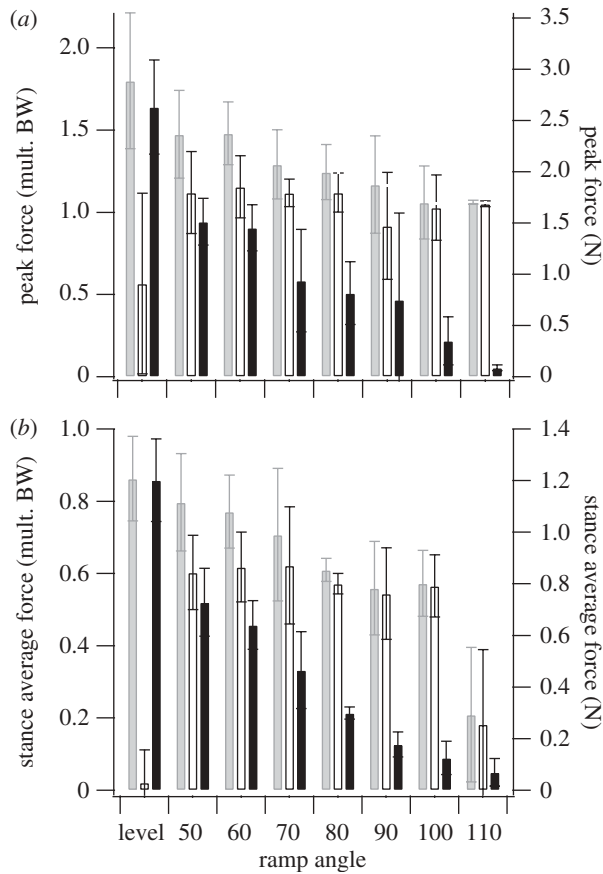 (a)
peak force (mult. BW)
2.0
1.5
1.0
0.5
0
3.5
3.0
2.5
2.0
1.5
1.0
0.5
0
peak
force (N)
(b)
stance average force (mult. BW)
1.0
0.8
0.6
0.4
0.2
0
1.4
1.2
1.0
0.8
0.6
0.4
0.2
0
stance average
force (N)
level 50 60 70 80 90 100 110
ramp angle